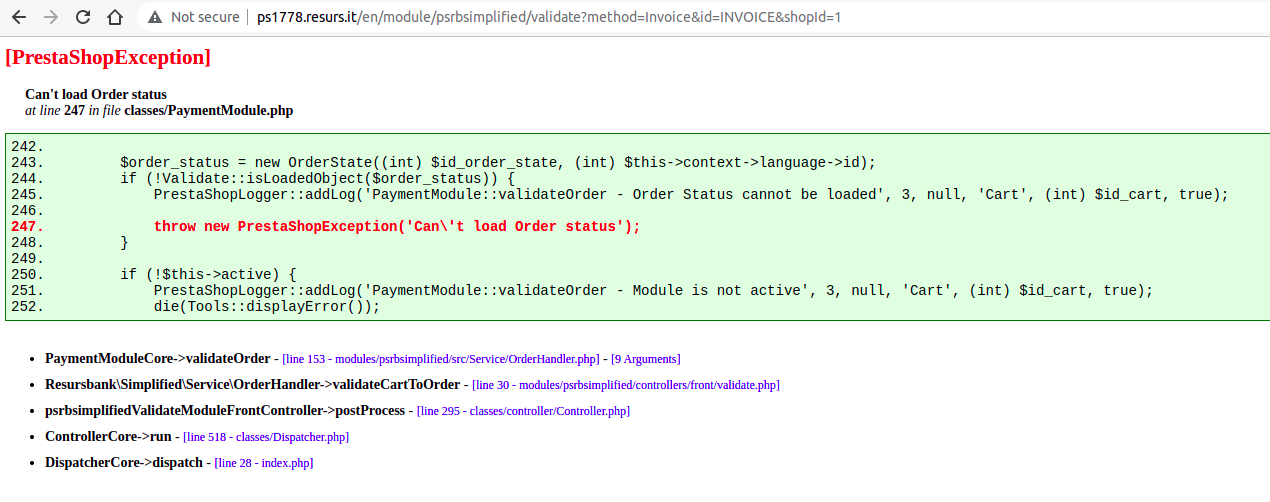 Not secure | ps1778.resurs.it/en/module/psrbsimplified/validate?method=Invoice&id=INVOICE&shopId=1
[PrestaShopException]
Can't load Order status
at line 247 in file classes/PaymentModule.php
242.
243.         $order_status = new OrderState((int) $id_order_state, (int) $this->context->language->id);
244.         if (!Validate::isLoadedObject($order_status)) {
245.             PrestaShopLogger::addLog('PaymentModule::validateOrder - Order Status cannot be loaded', 3, null, 'Cart', (int) $id_cart, true);
246.
247.             throw new PrestaShopException('Can\'t load Order status');
248.         }
249.
250.         if (!$this->active) {
251.             PrestaShopLogger::addLog('PaymentModule::validateOrder - Module is not active', 3, null, 'Cart', (int) $id_cart, true);
252.             die(Tools::displayError());
• PaymentModuleCore->validateOrder - [line 153 - modules/psrbsimplified/src/Service/OrderHandler.php] - [9 Arguments]
• Resursbank\Simplified\Service\OrderHandler->validateCartToOrder - [line 30 - modules/psrbsimplified/controllers/front/validate.php]
• psrbsimplifiedValidateModuleFrontController->postProcess - [line 295 - classes/controller/Controller.php]
• ControllerCore->run - [line 518 - classes/Dispatcher.php]
• DispatcherCore->dispatch - [line 28 - index.php]